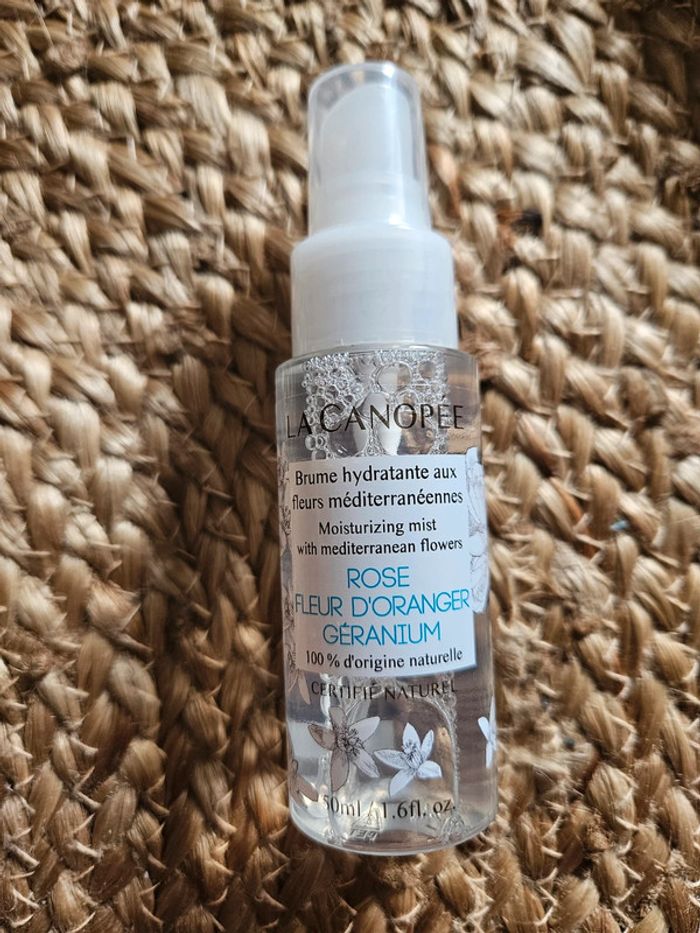 LA CANOPÉE
Brume hydratante aux
fleurs méditerranéennes
Moisturizing mist
with mediterranean flowers
ROSE
FLEUR D'ORANGER
GÉRANIUM
100 % d'origine naturelle
CERTIFIÉ NATUREL
50ml / 1.6fl. oz.